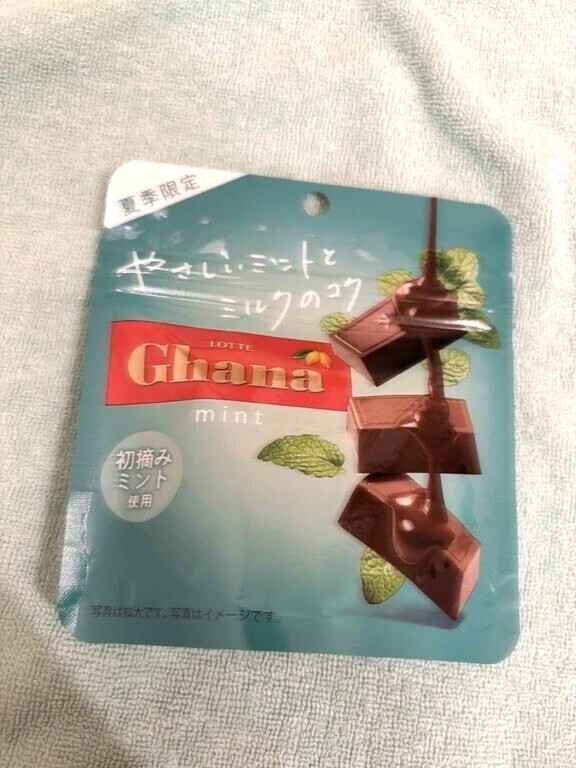 夏季限定
やさしいミントと
ミルクのコク
LOTTE
Ghana
mint
初摘み
ミント
使用
写真は拡大です。写真はイメージです。